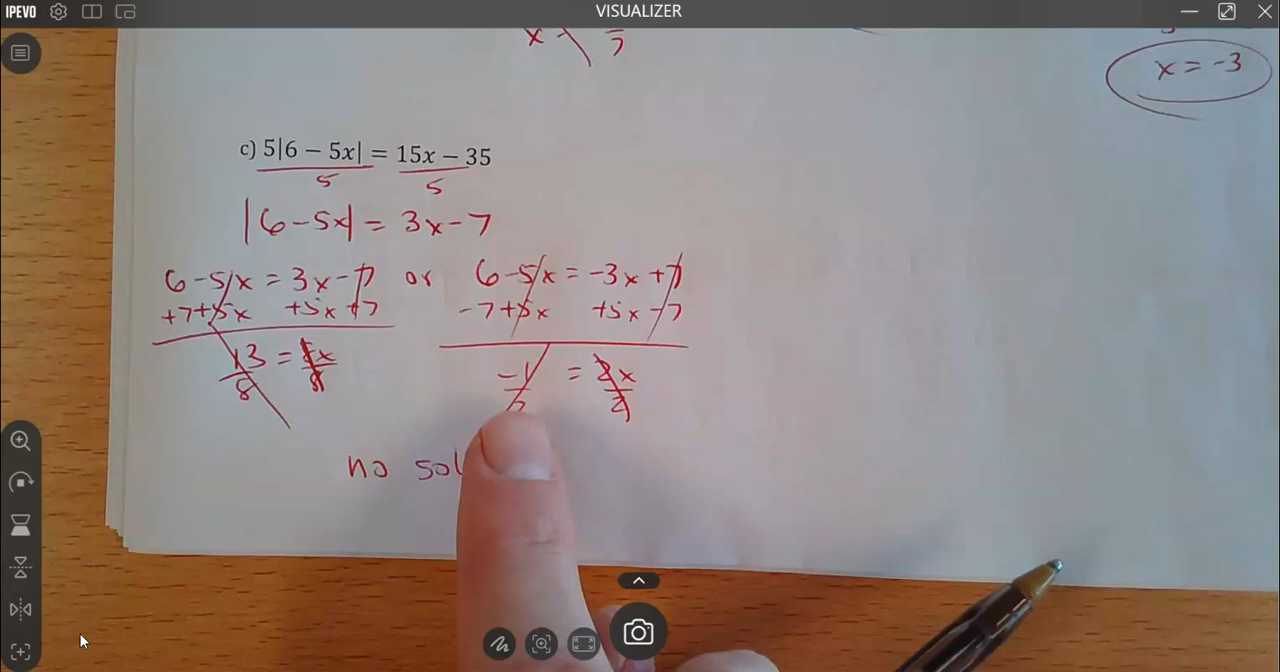 IPEVO VISUALIZER
x 7
x = -3
c) 5|6 − 5x| = 15x − 35
5 5
|6-5x| = 3x-7
6-5x = 3x-7 or 6-5x = -3x+7
+7+5x +5x+7 -7+5x +5x-7
13 = 8x -1 = 2x
8 8 2 2
no sol